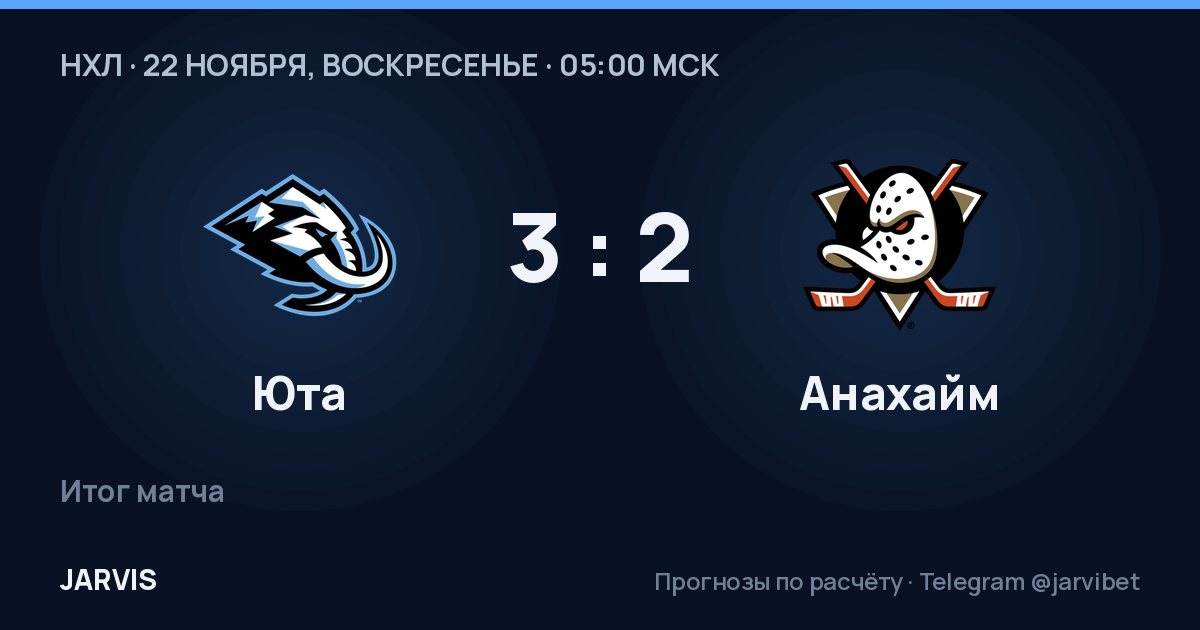 НХЛ · 22 НОЯБРЯ, ВОСКРЕСЕНЬЕ · 05:00 МСК
3 : 2
Юта
Анахайм
Итог матча
JARVIS
Прогнозы по расчёту · Telegram @jarvibet